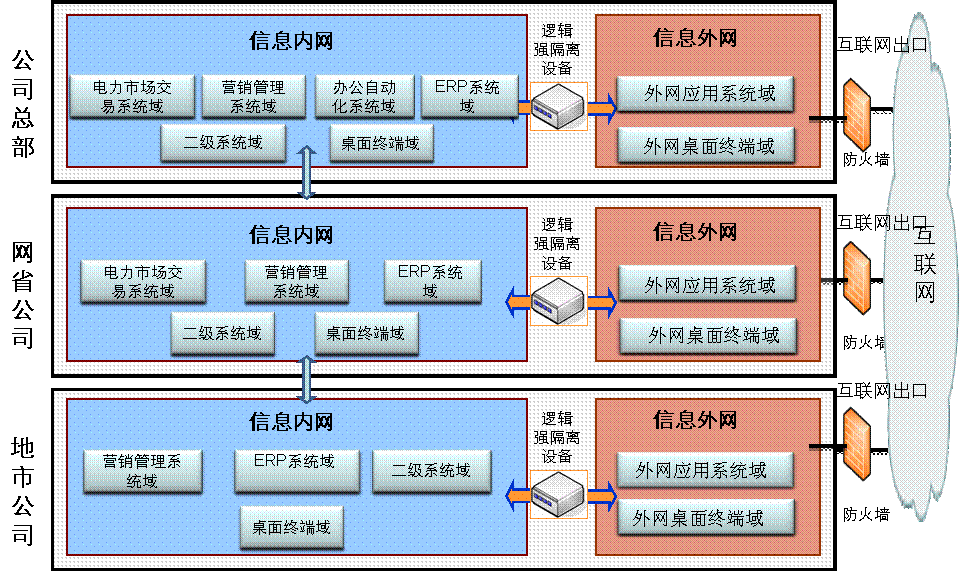 公司总部
信息内网
电力市场交
易系统域
营销管理
系统域
办公自动
化系统域
ERP系统
域
二级系统域
桌面终端域
逻辑
强隔离
设备
信息外网
外网应用系统域
外网桌面终端域
互联网出口
防火墙
网省公司
信息内网
电力市场交
易系统域
营销管理
系统域
ERP系统
域
二级系统域
桌面终端域
逻辑
强隔离
设备
信息外网
外网应用系统域
外网桌面终端域
互联网出口
防火墙
互联网
地市公司
信息内网
营销管理系
统域
ERP系统域
二级系统域
桌面终端域
逻辑
强隔离
设备
信息外网
外网应用系统域
外网桌面终端域
互联网出口
防火墙